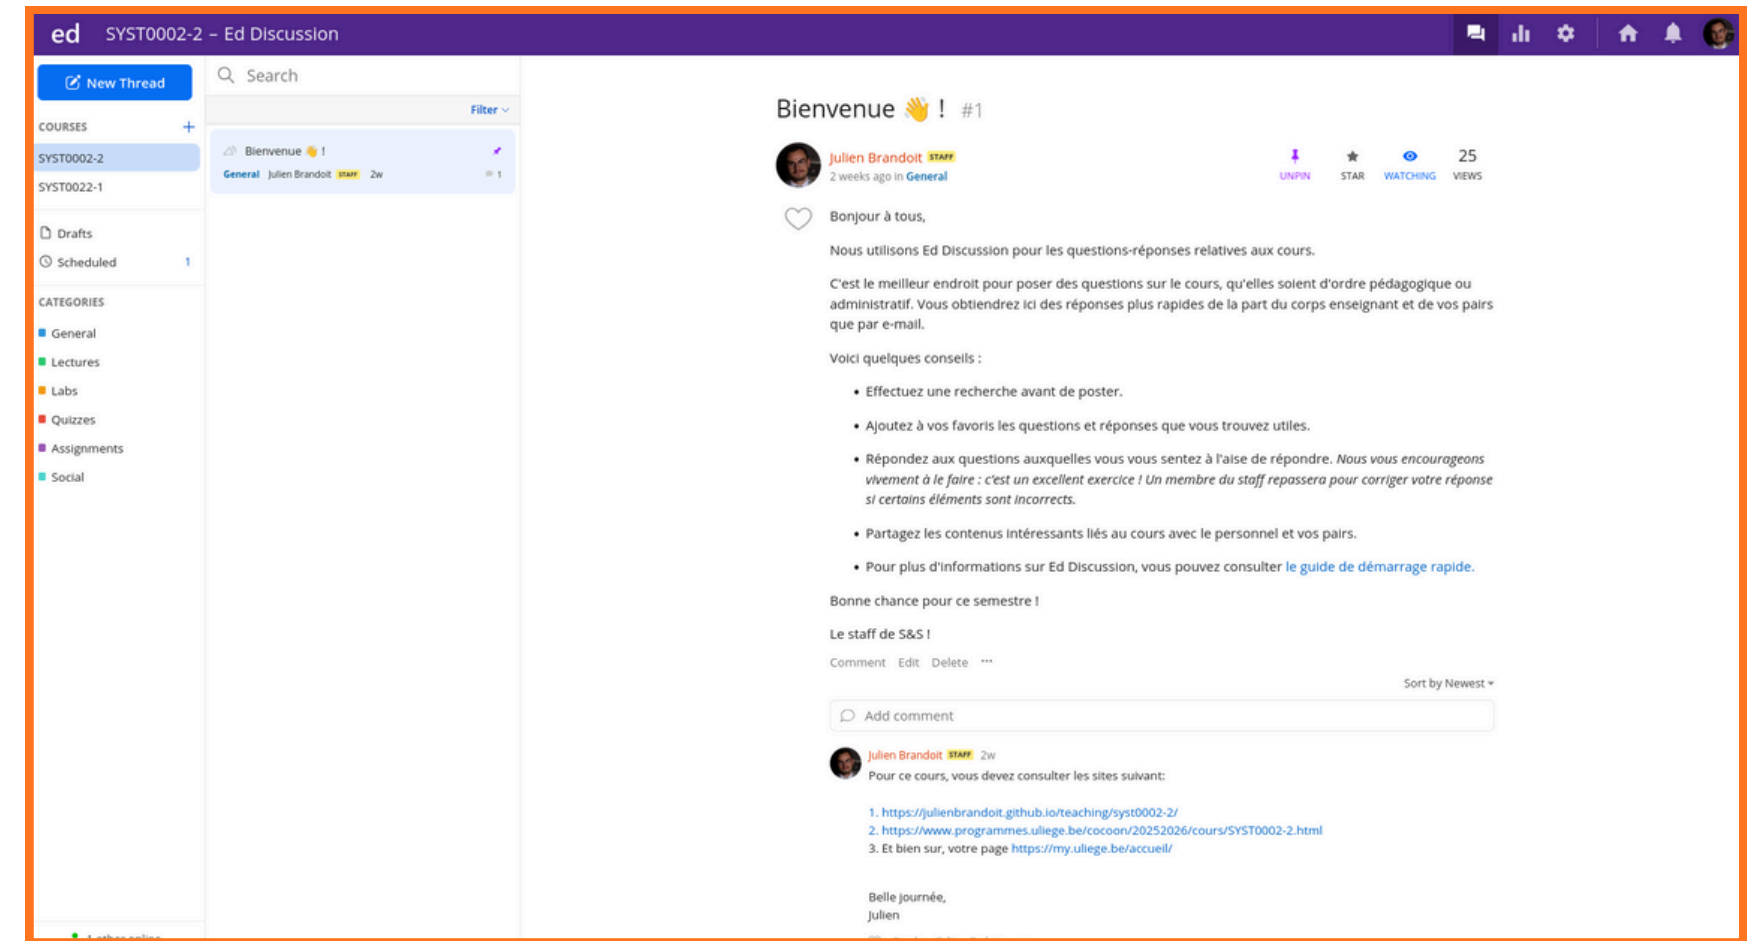 ed SYST0002-2 – Ed Discussion
New Thread
COURSES +
SYST0002-2
SYST0022-1
Drafts
Scheduled 1
CATEGORIES
General
Lectures
Labs
Quizzes
Assignments
Social
1 other online
Search
Filter
Bienvenue 👋 !
General Julien Brandoit STAFF 2w 1
Bienvenue 👋 ! #1
Julien Brandoit STAFF
2 weeks ago in General
UNPIN STAR WATCHING 25 VIEWS
Bonjour à tous,
Nous utilisons Ed Discussion pour les questions-réponses relatives aux cours.
C'est le meilleur endroit pour poser des questions sur le cours, qu'elles soient d'ordre pédagogique ou
administratif. Vous obtiendrez ici des réponses plus rapides de la part du corps enseignant et de vos pairs
que par e-mail.
Voici quelques conseils :
• Effectuez une recherche avant de poster.
• Ajoutez à vos favoris les questions et réponses que vous trouvez utiles.
• Répondez aux questions auxquelles vous vous sentez à l'aise de répondre. Nous vous encourageons
vivement à le faire : c'est un excellent exercice ! Un membre du staff repassera pour corriger votre réponse
si certains éléments sont incorrects.
• Partagez les contenus intéressants liés au cours avec le personnel et vos pairs.
• Pour plus d'informations sur Ed Discussion, vous pouvez consulter le guide de démarrage rapide.
Bonne chance pour ce semestre !
Le staff de S&S !
Comment Edit Delete ···
Sort by Newest
Add comment
Julien Brandoit STAFF 2w
Pour ce cours, vous devez consulter les sites suivant:
1. https://julienbrandoit.github.io/teaching/syst0002-2/
2. https://www.programmes.uliege.be/cocoon/20252026/cours/SYST0002-2.html
3. Et bien sur, votre page https://my.uliege.be/accueil/
Belle journée,
Julien